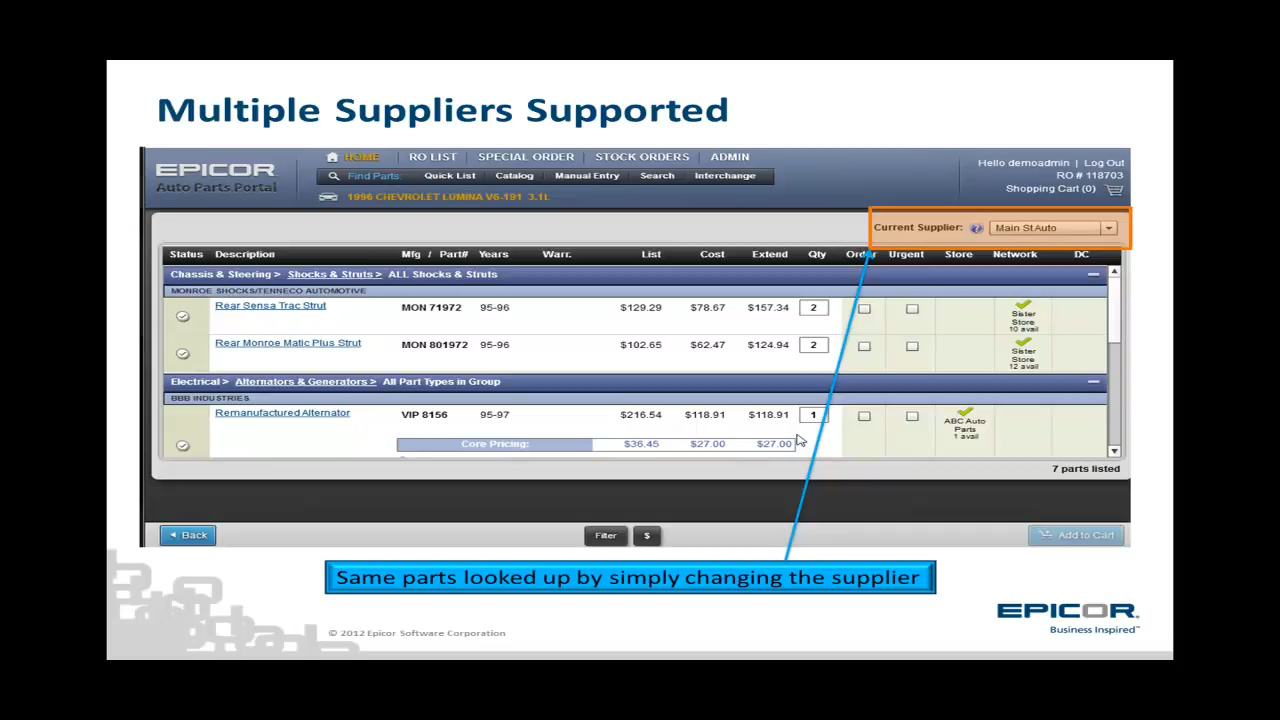 Multiple Suppliers Supported
HOME RO LIST SPECIAL ORDER STOCK ORDERS ADMIN
Hello demoadmin | Log Out
EPICOR
Auto Parts Portal
Find Parts: Quick List Catalog Manual Entry Search Interchange
RO # 118703
Shopping Cart (0)
1996 CHEVROLET LUMINA V6-191 3.1L
Current Supplier: ? Main St Auto
Status Description Mfg / Part# Years Warr. List Cost Extend Qty Order Urgent Store Network DC
Chassis & Steering > Shocks & Struts > ALL Shocks & Struts
MONROE SHOCKS/TENNECO AUTOMOTIVE
Rear Sensa Trac Strut MON 71972 95-96 $129.29 $78.67 $157.34 2
Sister
Store
10 avail
Rear Monroe Matic Plus Strut MON 801972 95-96 $102.65 $62.47 $124.94 2
Sister
Store
12 avail
Electrical > Alternators & Generators > All Part Types in Group
BBB INDUSTRIES
Remanufactured Alternator VIP 8156 95-97 $216.54 $118.91 $118.91 1
ABC Auto
Parts
1 avail
Core Pricing: $36.45 $27.00 $27.00
7 parts listed
Back Filter $ Add to Cart
Same parts looked up by simply changing the supplier
EPICOR®
Business Inspired™
© 2012 Epicor Software Corporation